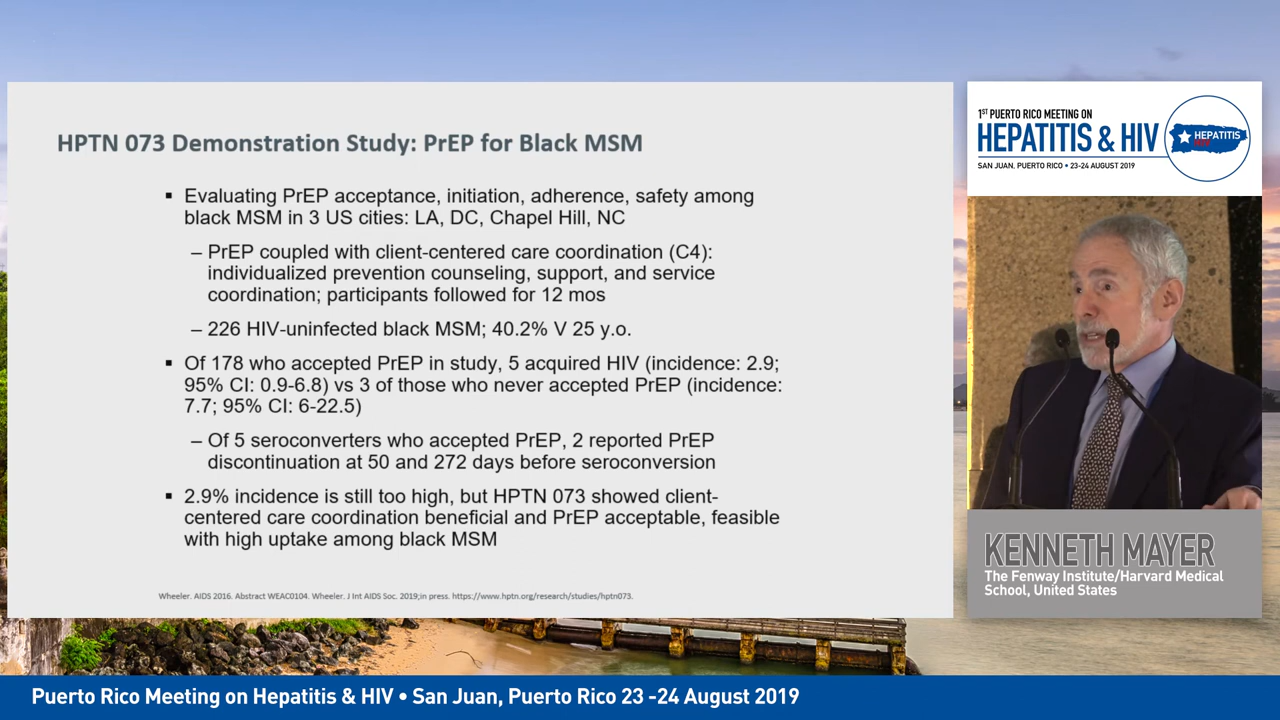 HPTN 073 Demonstration Study: PrEP for Black MSM
▪ Evaluating PrEP acceptance, initiation, adherence, safety among
black MSM in 3 US cities: LA, DC, Chapel Hill, NC
– PrEP coupled with client-centered care coordination (C4):
individualized prevention counseling, support, and service
coordination; participants followed for 12 mos
– 226 HIV-uninfected black MSM; 40.2% V 25 y.o.
▪ Of 178 who accepted PrEP in study, 5 acquired HIV (incidence: 2.9;
95% CI: 0.9-6.8) vs 3 of those who never accepted PrEP (incidence:
7.7; 95% CI: 6-22.5)
– Of 5 seroconverters who accepted PrEP, 2 reported PrEP
discontinuation at 50 and 272 days before seroconversion
▪ 2.9% incidence is still too high, but HPTN 073 showed client-
centered care coordination beneficial and PrEP acceptable, feasible
with high uptake among black MSM
Wheeler. AIDS 2016. Abstract WEAC0104. Wheeler. J Int AIDS Soc. 2019;in press. https://www.hptn.org/research/studies/hptn073.
1ST PUERTO RICO MEETING ON
HEPATITIS & HIV
SAN JUAN, PUERTO RICO • 23-24 AUGUST 2019
HEPATITIS
KENNETH MAYER
The Fenway Institute/Harvard Medical
School, United States
Puerto Rico Meeting on Hepatitis & HIV • San Juan, Puerto Rico 23 -24 August 2019